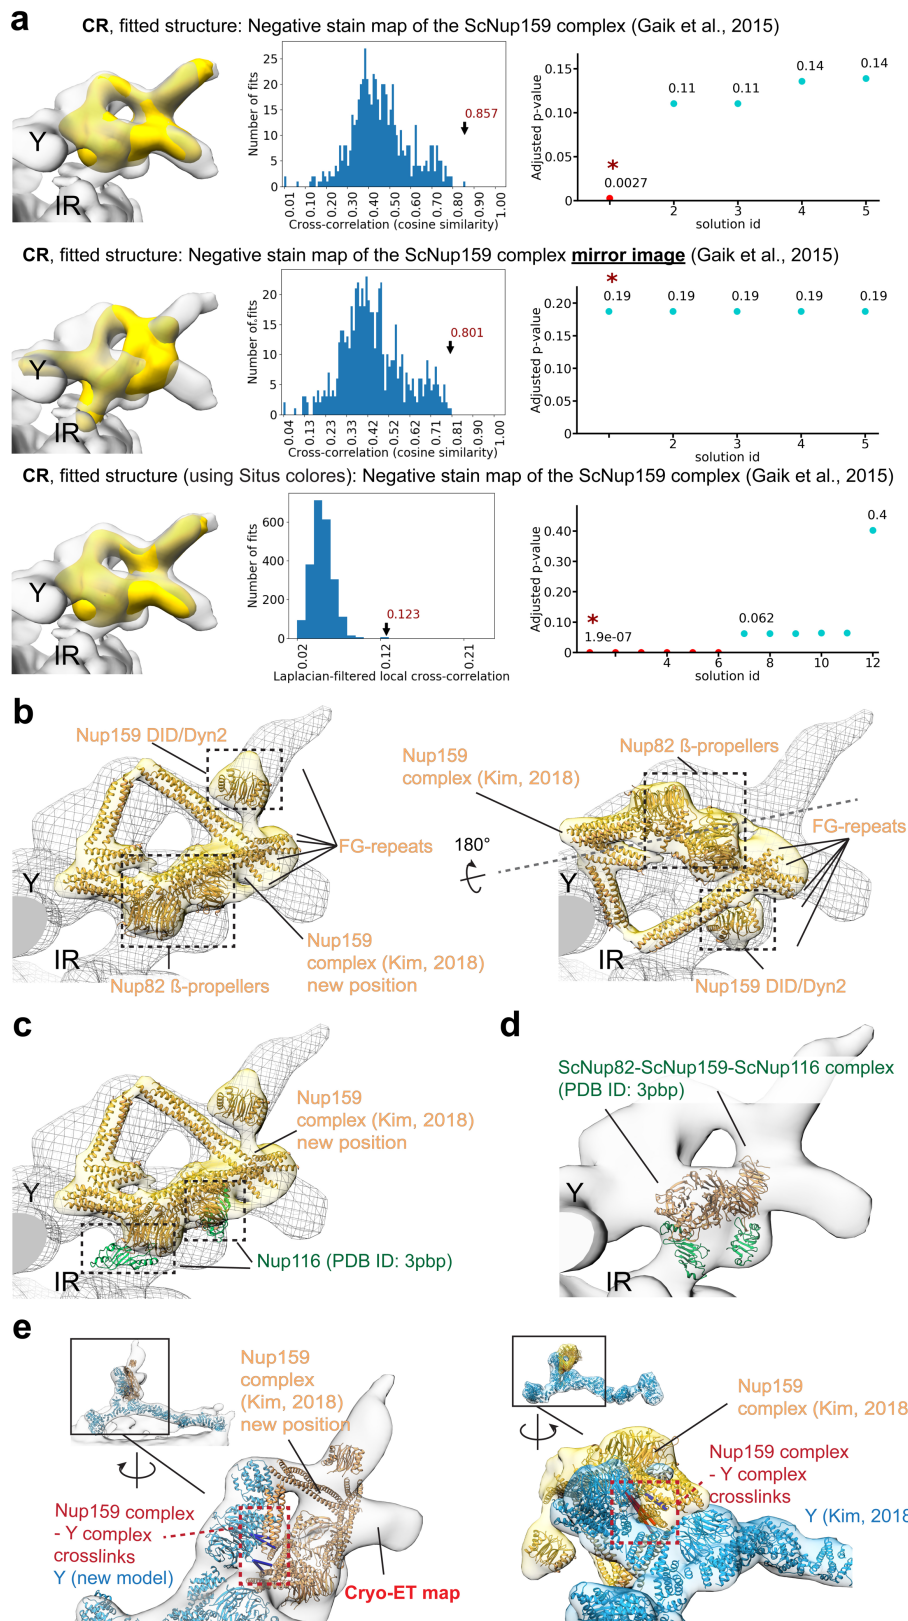 a
CR, fitted structure: Negative stain map of the ScNup159 complex (Gaik et al., 2015)
Y
IR
Number of fits
25
20
15
10
5
0
0.857
0.01
0.10
0.20
0.30
0.40
0.50
0.60
0.70
0.80
0.90
1.00
Cross-correlation (cosine similarity)
Adjusted p-value
0.15
0.10
0.05
0
*
0.0027
0.11
0.11
0.14
0.14
2
3
4
5
solution id
CR, fitted structure: Negative stain map of the ScNup159 complex mirror image (Gaik et al., 2015)
Y
IR
Number of fits
20
15
10
5
0
0.801
0.04
0.13
0.23
0.33
0.42
0.52
0.62
0.71
0.81
0.90
1.00
Cross-correlation (cosine similarity)
Adjusted p-value
0.20
0.15
0.10
0.05
0
*
0.19
0.19
0.19
0.19
0.19
2
3
4
5
solution id
CR, fitted structure (using Situs colores): Negative stain map of the ScNup159 complex (Gaik et al., 2015)
Y
IR
Number of fits
600
400
200
0
0.123
0.02
0.12
0.21
Laplacian-filtered local cross-correlation
Adjusted p-value
0.40
0.30
0.20
0.10
0
*
1.9e-07
0.062
0.4
2
4
6
8
10
12
solution id
b
Nup159 DID/Dyn2
FG-repeats
Y
IR
Nup82 ß-propellers
Nup159
complex (Kim, 2018)
new position
180°
Nup159
complex (Kim, 2018)
Nup82 ß-propellers
FG-repeats
Y
IR
Nup159 DID/Dyn2
c
Nup159
complex (Kim, 2018)
new position
Y
IR
Nup116 (PDB ID: 3pbp)
d
ScNup82-ScNup159-ScNup116 complex
(PDB ID: 3pbp)
Y
IR
e
Nup159
complex
(Kim, 2018)
new position
Nup159 complex
- Y complex
crosslinks
Y (new model)
Cryo-ET map
Nup159
complex (Kim, 2018
Nup159 complex
- Y complex
crosslinks
Y (Kim, 2018